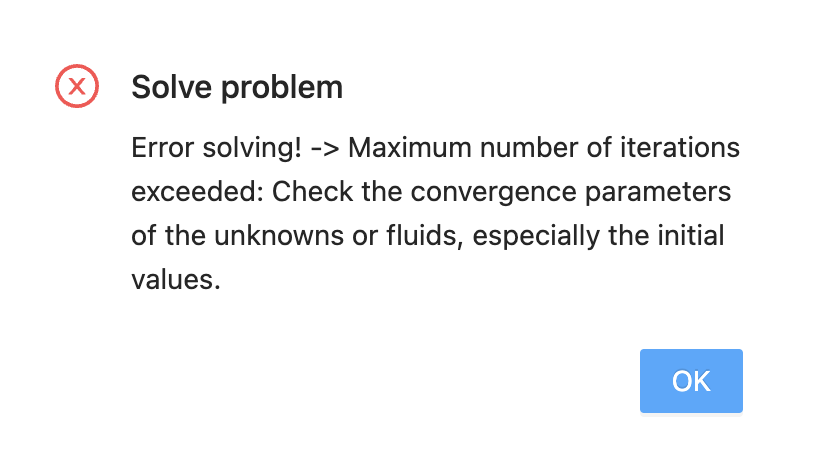 Solve problem
Error solving! -> Maximum number of iterations
exceeded: Check the convergence parameters
of the unknowns or fluids, especially the initial
values.
OK